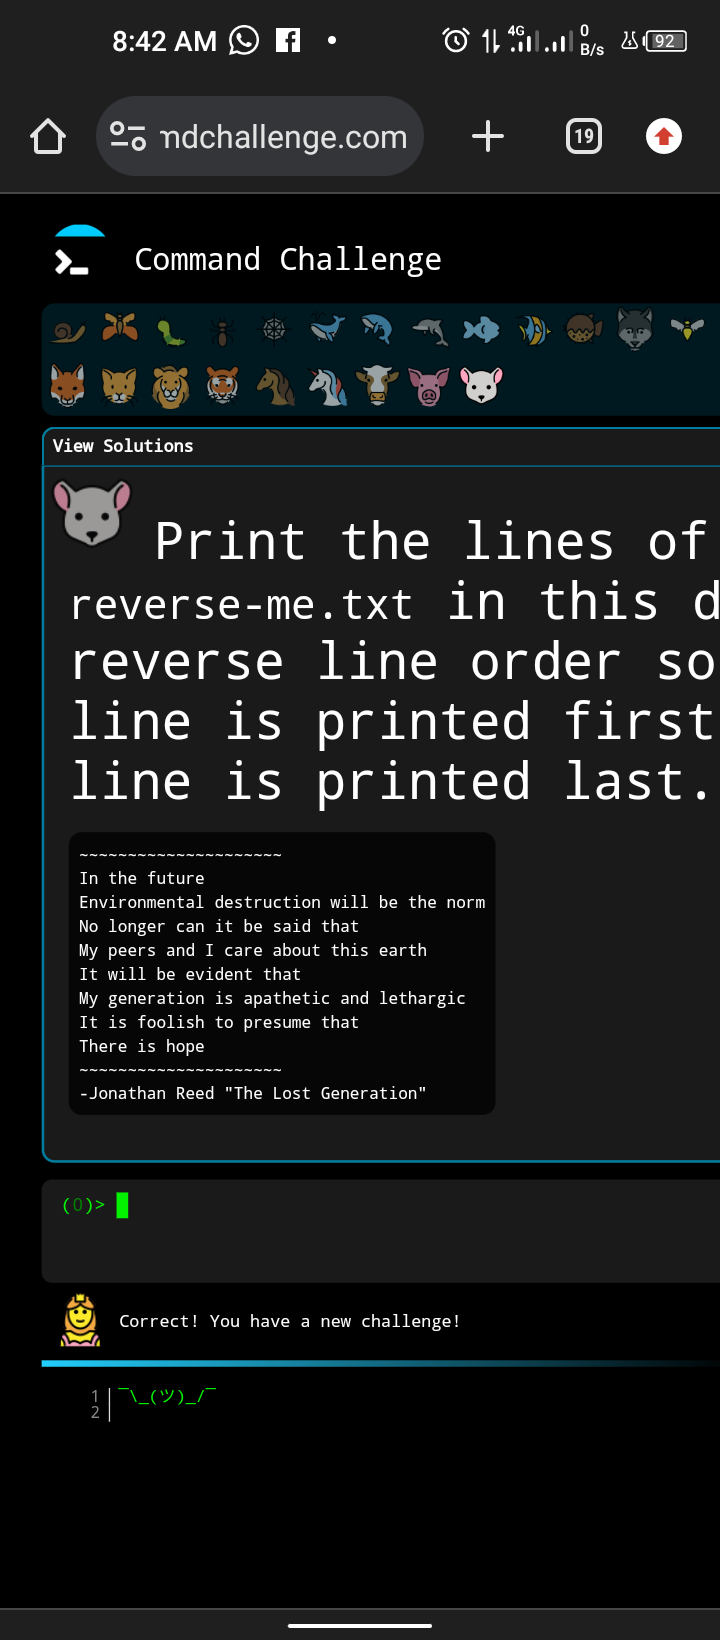 8:42 AM
4G
0
B/s
92
mdchallenge.com
19
Command Challenge
View Solutions
Print the lines of
reverse-me.txt in this d
reverse line order so
line is printed first
line is printed last.
~~~~~~~~~~~~~~~~~~~~~
In the future
Environmental destruction will be the norm
No longer can it be said that
My peers and I care about this earth
It will be evident that
My generation is apathetic and lethargic
It is foolish to presume that
There is hope
~~~~~~~~~~~~~~~~~~~~~
-Jonathan Reed "The Lost Generation"
(0)>
Correct! You have a new challenge!
1 ¯\_(ツ)_/¯
2